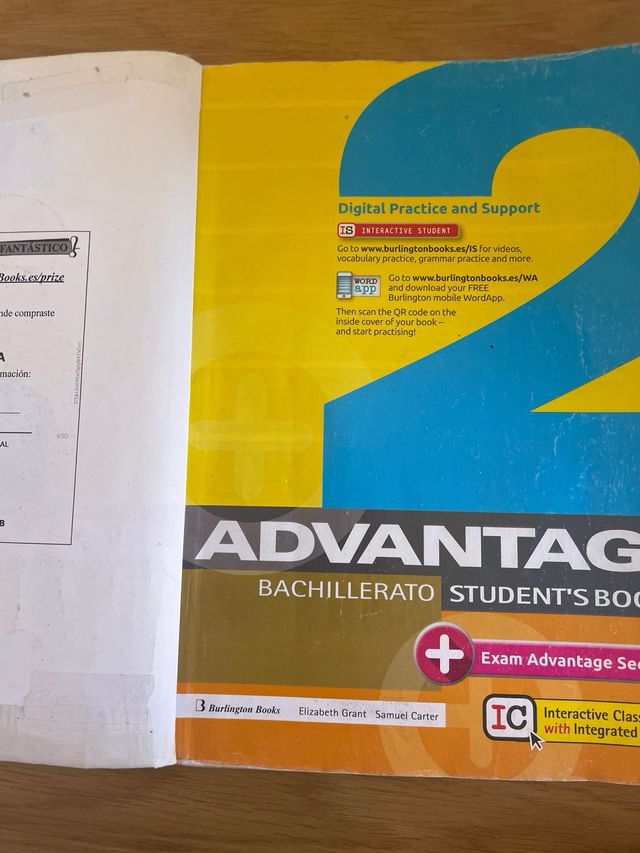 FANTÁSTICO!
Books.es/prize
nde compraste
A
mación:
450
AL
B
2
Digital Practice and Support
IS INTERACTIVE STUDENT
Go to www.burlingtonbooks.es/IS for videos,
vocabulary practice, grammar practice and more.
WORD
app
Go to www.burlingtonbooks.es/WA
and download your FREE
Burlington mobile WordApp.
Then scan the QR code on the
inside cover of your book –
and start practising!
ADVANTAG
BACHILLERATO STUDENT'S BOO
+ Exam Advantage Sec
B Burlington Books Elizabeth Grant Samuel Carter
IC
Interactive Class
with Integrated